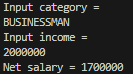 Input category =
BUSINESSMAN
Input income =
2000000
Net salary = 1700000